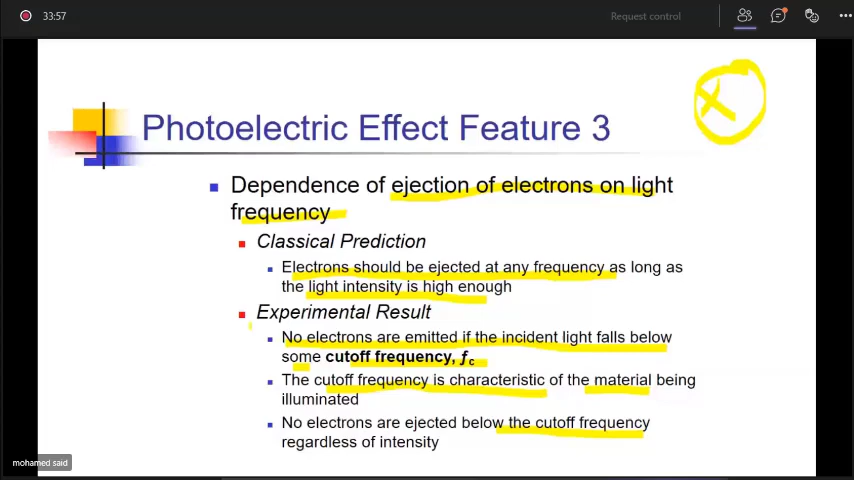 33:57
Request control
Photoelectric Effect Feature 3
Dependence of ejection of electrons on light
frequency
Classical Prediction
Electrons should be ejected at any frequency as long as
the light intensity is high enough
Experimental Result
No electrons are emitted if the incident light falls below
some cutoff frequency, ƒc
The cutoff frequency is characteristic of the material being
illuminated
No electrons are ejected below the cutoff frequency
regardless of intensity
mohamed said